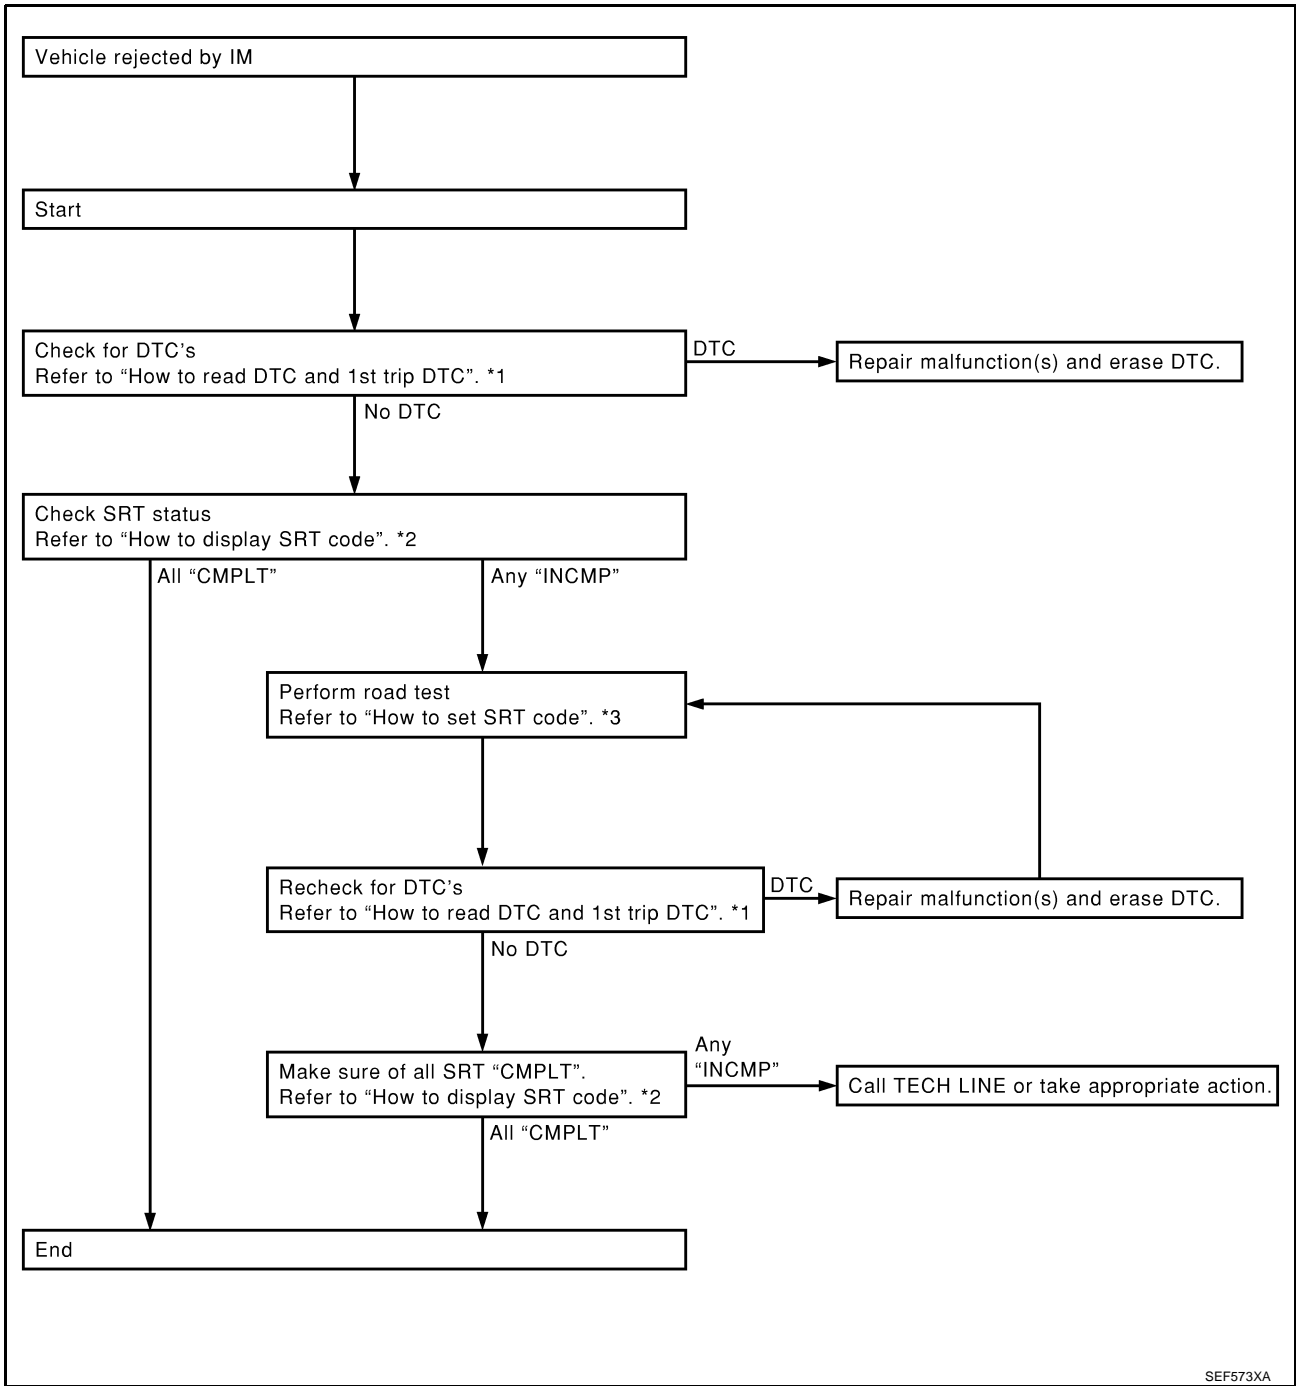 Vehicle rejected by IM
Start
Check for DTC's
Refer to “How to read DTC and 1st trip DTC”. *1
DTC
Repair malfunction(s) and erase DTC.
No DTC
Check SRT status
Refer to “How to display SRT code”. *2
All “CMPLT”
Any “INCMP”
Perform road test
Refer to “How to set SRT code”. *3
Recheck for DTC's
Refer to “How to read DTC and 1st trip DTC”. *1
DTC
Repair malfunction(s) and erase DTC.
No DTC
Make sure of all SRT “CMPLT”.
Refer to “How to display SRT code”. *2
Any
“INCMP”
Call TECH LINE or take appropriate action.
All “CMPLT”
End
SEF573XA